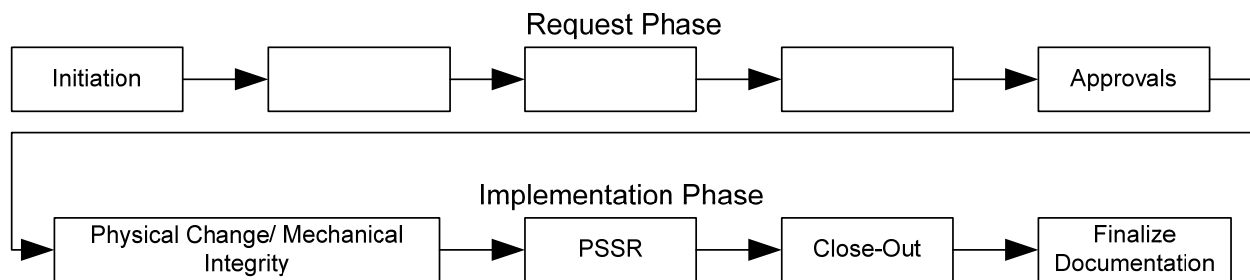 Request Phase
Initiation
Approvals
Implementation Phase
Physical Change/ Mechanical
Integrity
PSSR
Close-Out
Finalize
Documentation